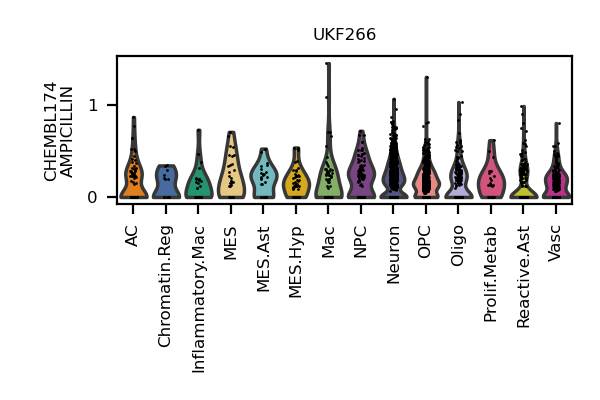 UKF266
CHEMBL174
AMPICILLIN
1
0
AC
Chromatin.Reg
Inflammatory.Mac
MES
MES.Ast
MES.Hyp
Mac
NPC
Neuron
OPC
Oligo
Prolif.Metab
Reactive.Ast
Vasc